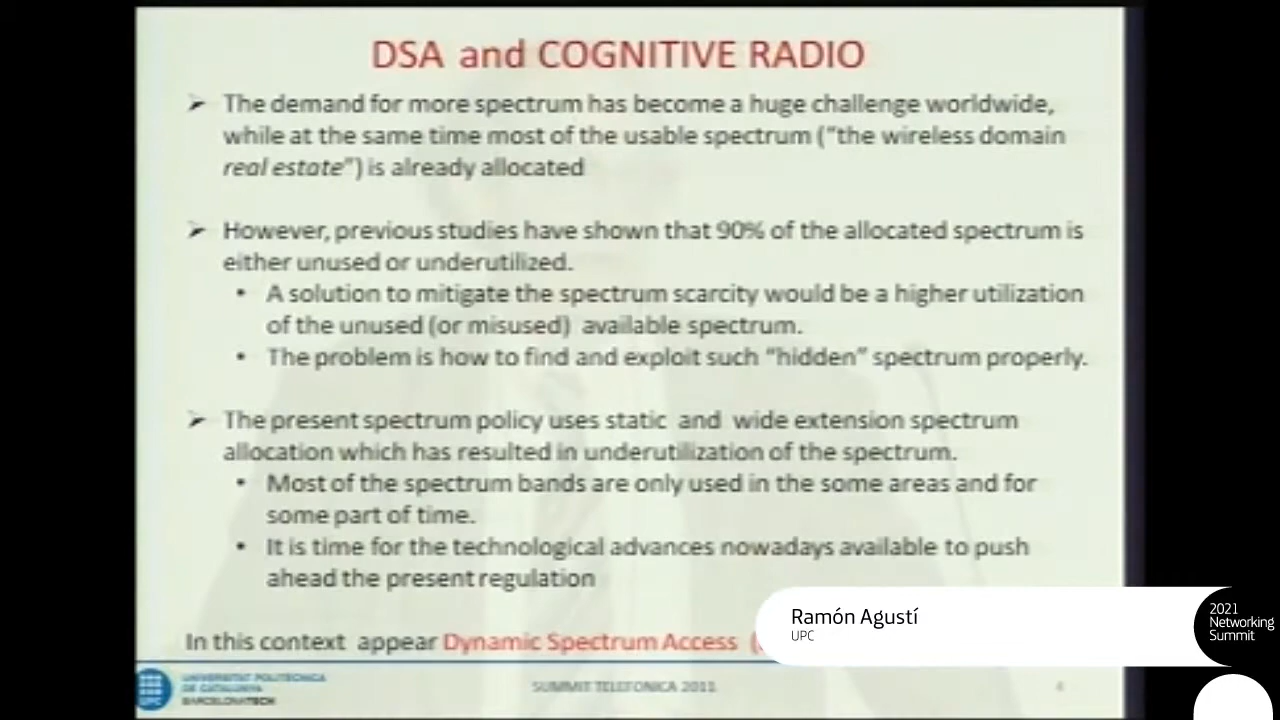 DSA and COGNITIVE RADIO
➢ The demand for more spectrum has become a huge challenge worldwide,
while at the same time most of the usable spectrum ("the wireless domain
real estate") is already allocated
➢ However, previous studies have shown that 90% of the allocated spectrum is
either unused or underutilized.
• A solution to mitigate the spectrum scarcity would be a higher utilization
of the unused (or misused) available spectrum.
• The problem is how to find and exploit such "hidden" spectrum properly.
➢ The present spectrum policy uses static and wide extension spectrum
allocation which has resulted in underutilization of the spectrum.
• Most of the spectrum bands are only used in the some areas and for
some part of time.
• It is time for the technological advances nowadays available to push
ahead the present regulation
In this context appear Dynamic Spectrum Access (
Ramón Agustí
UPC
2021
Networking
Summit
UPC
UNIVERSITAT POLITÈCNICA
DE CATALUNYA
BARCELONATECH
SUMMIT TELEFONICA 2011
4